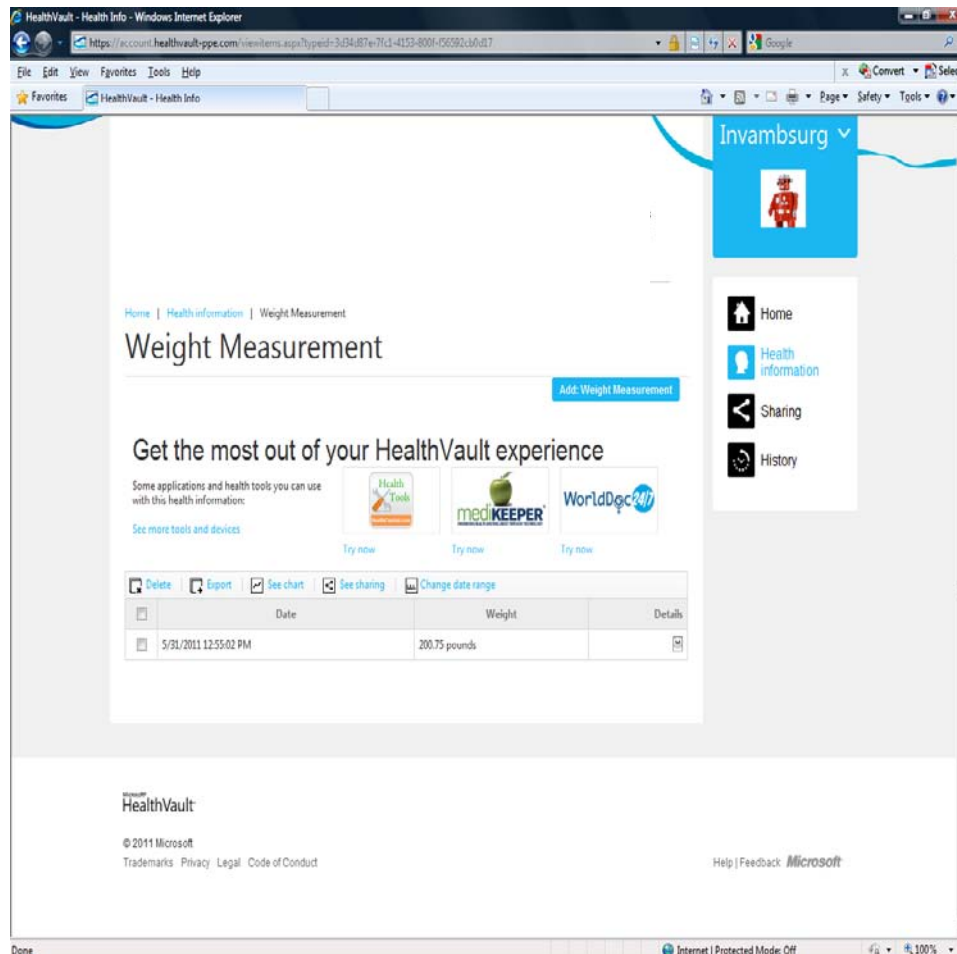 HealthVault - Health Info - Windows Internet Explorer
https://account.healthvault-ppe.com/viewitems.aspx?typeid=3d34d87e-7fc1-4153-800f-f56592cb0d17
Google
File Edit View Favorites Tools Help
x Convert Selec
Favorites HealthVault - Health Info
Page Safety Tools
Invambsurg
Home | Health information | Weight Measurement
Weight Measurement
Add: Weight Measurement
Home
Health
information
Sharing
History
Get the most out of your HealthVault experience
Some applications and health tools you can use
with this health information:
See more tools and devices
Health
Tools
mediKEEPER
WorldDoc 24/7
Try now Try now Try now
Delete Export See chart See sharing Change date range
Date Weight Details
5/31/2011 12:55:02 PM 200.75 pounds
Microsoft
HealthVault
© 2011 Microsoft
Trademarks Privacy Legal Code of Conduct
Help | Feedback Microsoft
Done Internet | Protected Mode: Off 100%